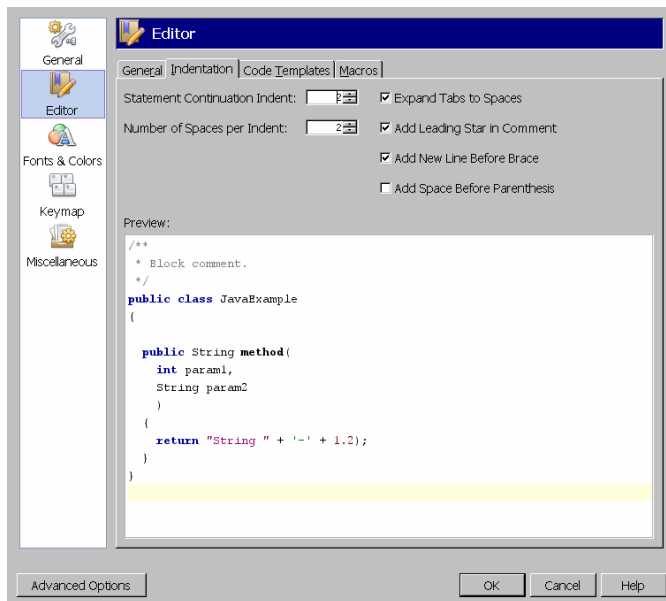 Editor
General
Editor
Fonts & Colors
Keymap
Miscellaneous
General Indentation Code Templates Macros
Statement Continuation Indent: 2
Expand Tabs to Spaces
Number of Spaces per Indent: 2
Add Leading Star in Comment
Add New Line Before Brace
Add Space Before Parenthesis
Preview:
/**
 * Block comment.
 */
public class JavaExample
{
  public String method(
    int param1,
    String param2
    )
  {
    return "String " + '-' + 1.2);
  }
}
Advanced Options
OK Cancel Help